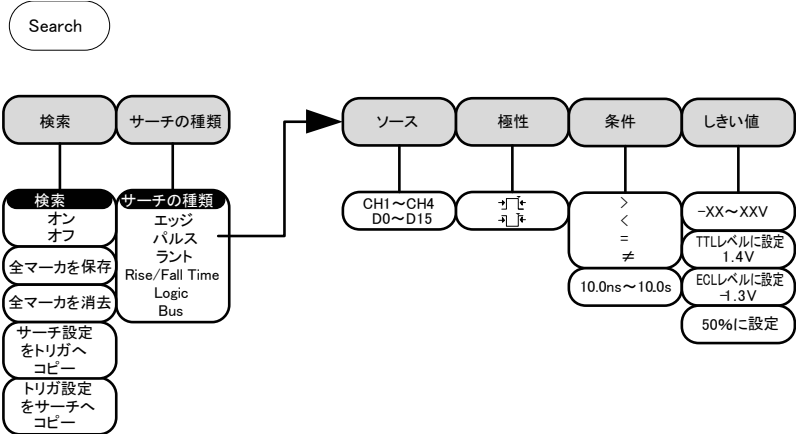 Search
検索
サーチの種類
ソース
極性
条件
しきい値
検索
オン
オフ
全マーカを保存
全マーカを消去
サーチ設定
をトリガへ
コピー
トリガ設定
をサーチへ
コピー
サーチの種類
エッジ
パルス
ラント
Rise/Fall Time
Logic
Bus
CH1～CH4
D0～D15
＞
＜
＝
≠
10.0ns～10.0s
-XX～XXV
TTLレベルに設定
1.4V
ECLレベルに設定
-1.3V
50%に設定